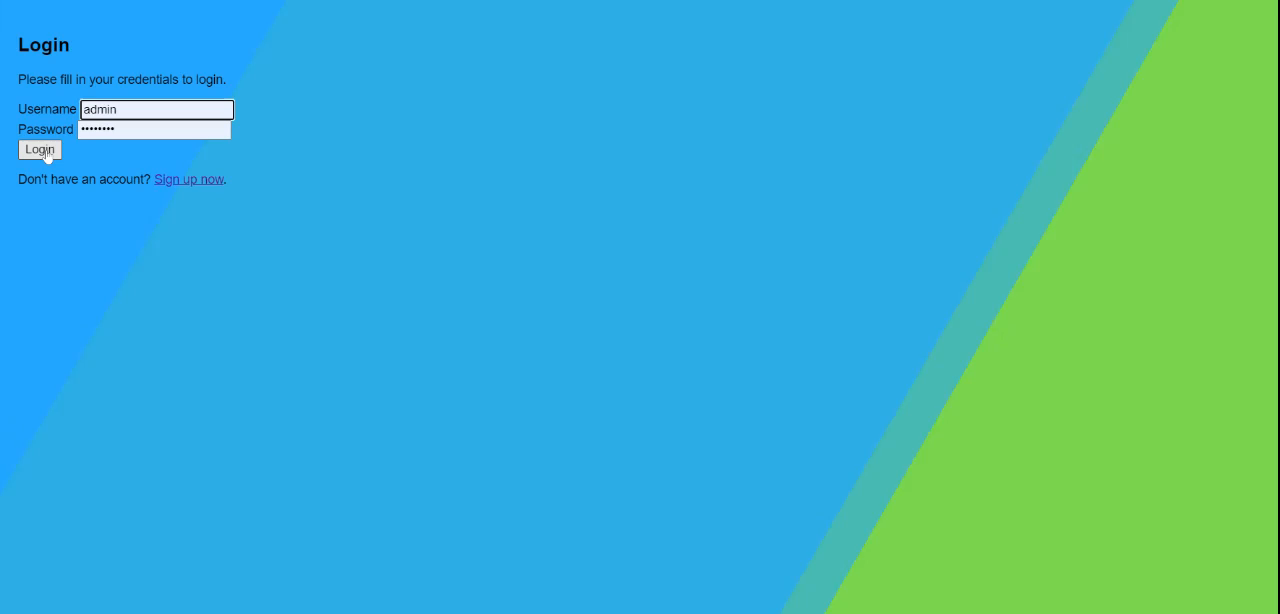 Login
Please fill in your credentials to login.
Username admin
Password ••••••••
Login
Don't have an account? Sign up now.